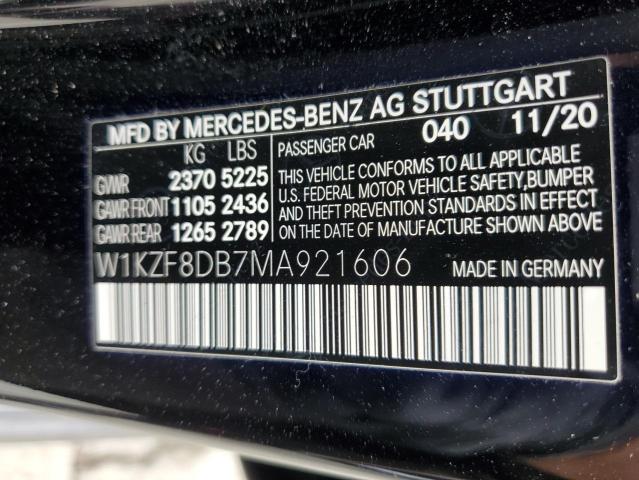 MFD BY MERCEDES-BENZ AG STUTTGART
KG LBS
GVWR 2370 5225
GAWR FRONT 1105 2436
GAWR REAR 1265 2789
PASSENGER CAR 040 11/20
THIS VEHICLE CONFORMS TO ALL APPLICABLE
U.S. FEDERAL MOTOR VEHICLE SAFETY, BUMPER
AND THEFT PREVENTION STANDARDS IN EFFECT
ON DATE OF MANUFACTURE SHOWN ABOVE
W1KZF8DB7MA921606 MADE IN GERMANY